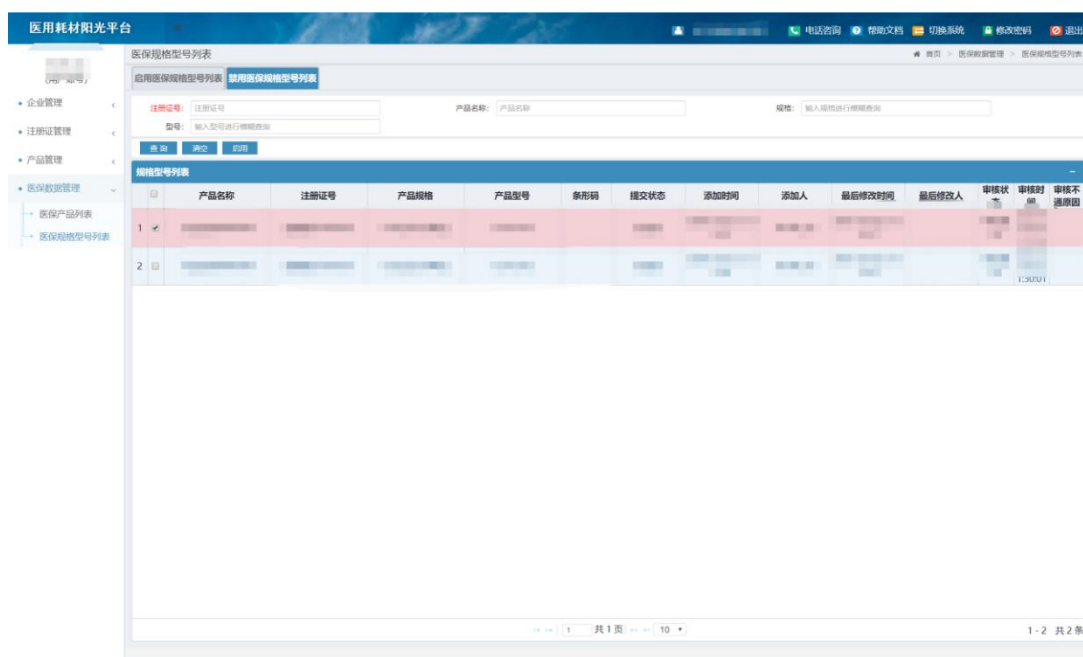 医用耗材阳光平台
电话咨询 帮助文档 切换系统 修改密码 退出
医保规格型号列表
首页 > 医保数据管理 > 医保规格型号列表
启用医保规格型号列表 禁用医保规格型号列表
企业管理
注册证管理
产品管理
医保数据管理
医保产品列表
医保规格型号列表
注册证号: 注册证号 产品名称: 产品名称 规格: 输入规格进行模糊查询
型号: 输入型号进行模糊查询
查询 清空 启用
规格型号列表
产品名称 注册证号 产品规格 产品型号 条形码 提交状态 添加时间 添加人 最后修改时间 最后修改人 审核状 审核时 审核不通原因
1
2
1 共 1 页 10
1 - 2 共 2 条